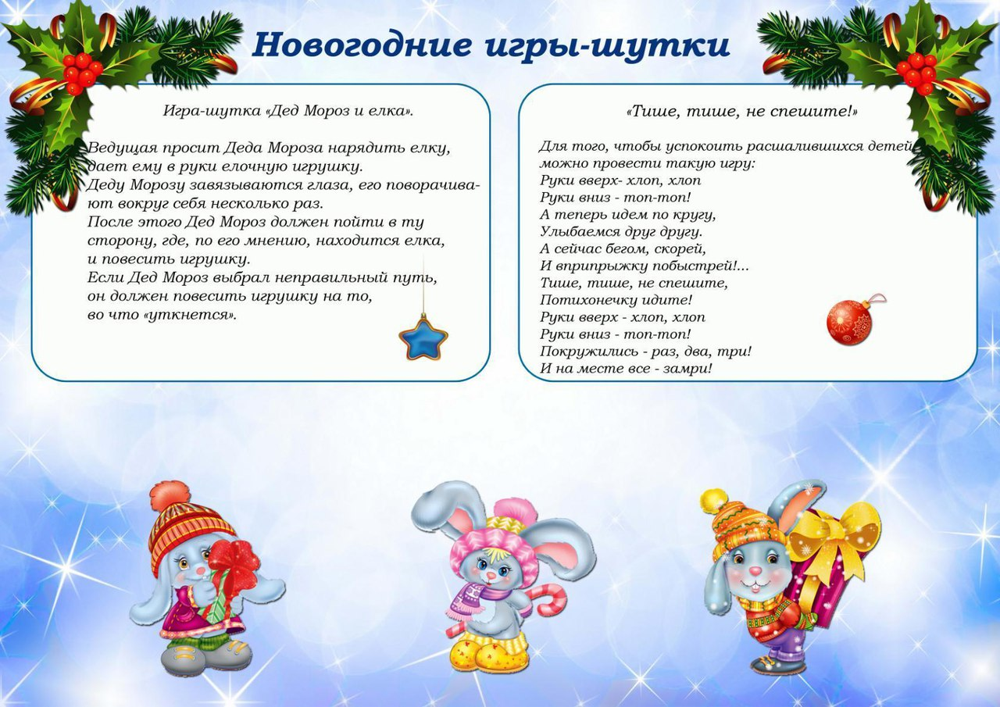 Новогодние игры-шутки
Игра-шутка «Дед Мороз и елка».
Ведущая просит Деда Мороза нарядить елку,
дает ему в руки елочную игрушку.
Деду Морозу завязываются глаза, его поворачива-
ют вокруг себя несколько раз.
После этого Дед Мороз должен пойти в ту
сторону, где, по его мнению, находится елка,
и повесить игрушку.
Если Дед Мороз выбрал неправильный путь,
он должен повесить игрушку на то,
во что «уткнется».
«Тише, тише, не спешите!»
Для того, чтобы успокоить расшалившихся детей
можно провести такую игру:
Руки вверх- хлоп, хлоп
Руки вниз - топ-топ!
А теперь идем по кругу,
Улыбаемся друг другу.
А сейчас бегом, скорей,
И вприпрыжку побыстрей!...
Тише, тише, не спешите,
Потихонечку идите!
Руки вверх - хлоп, хлоп
Руки вниз - топ-топ!
Покружились - раз, два, три!
И на месте все - замри!